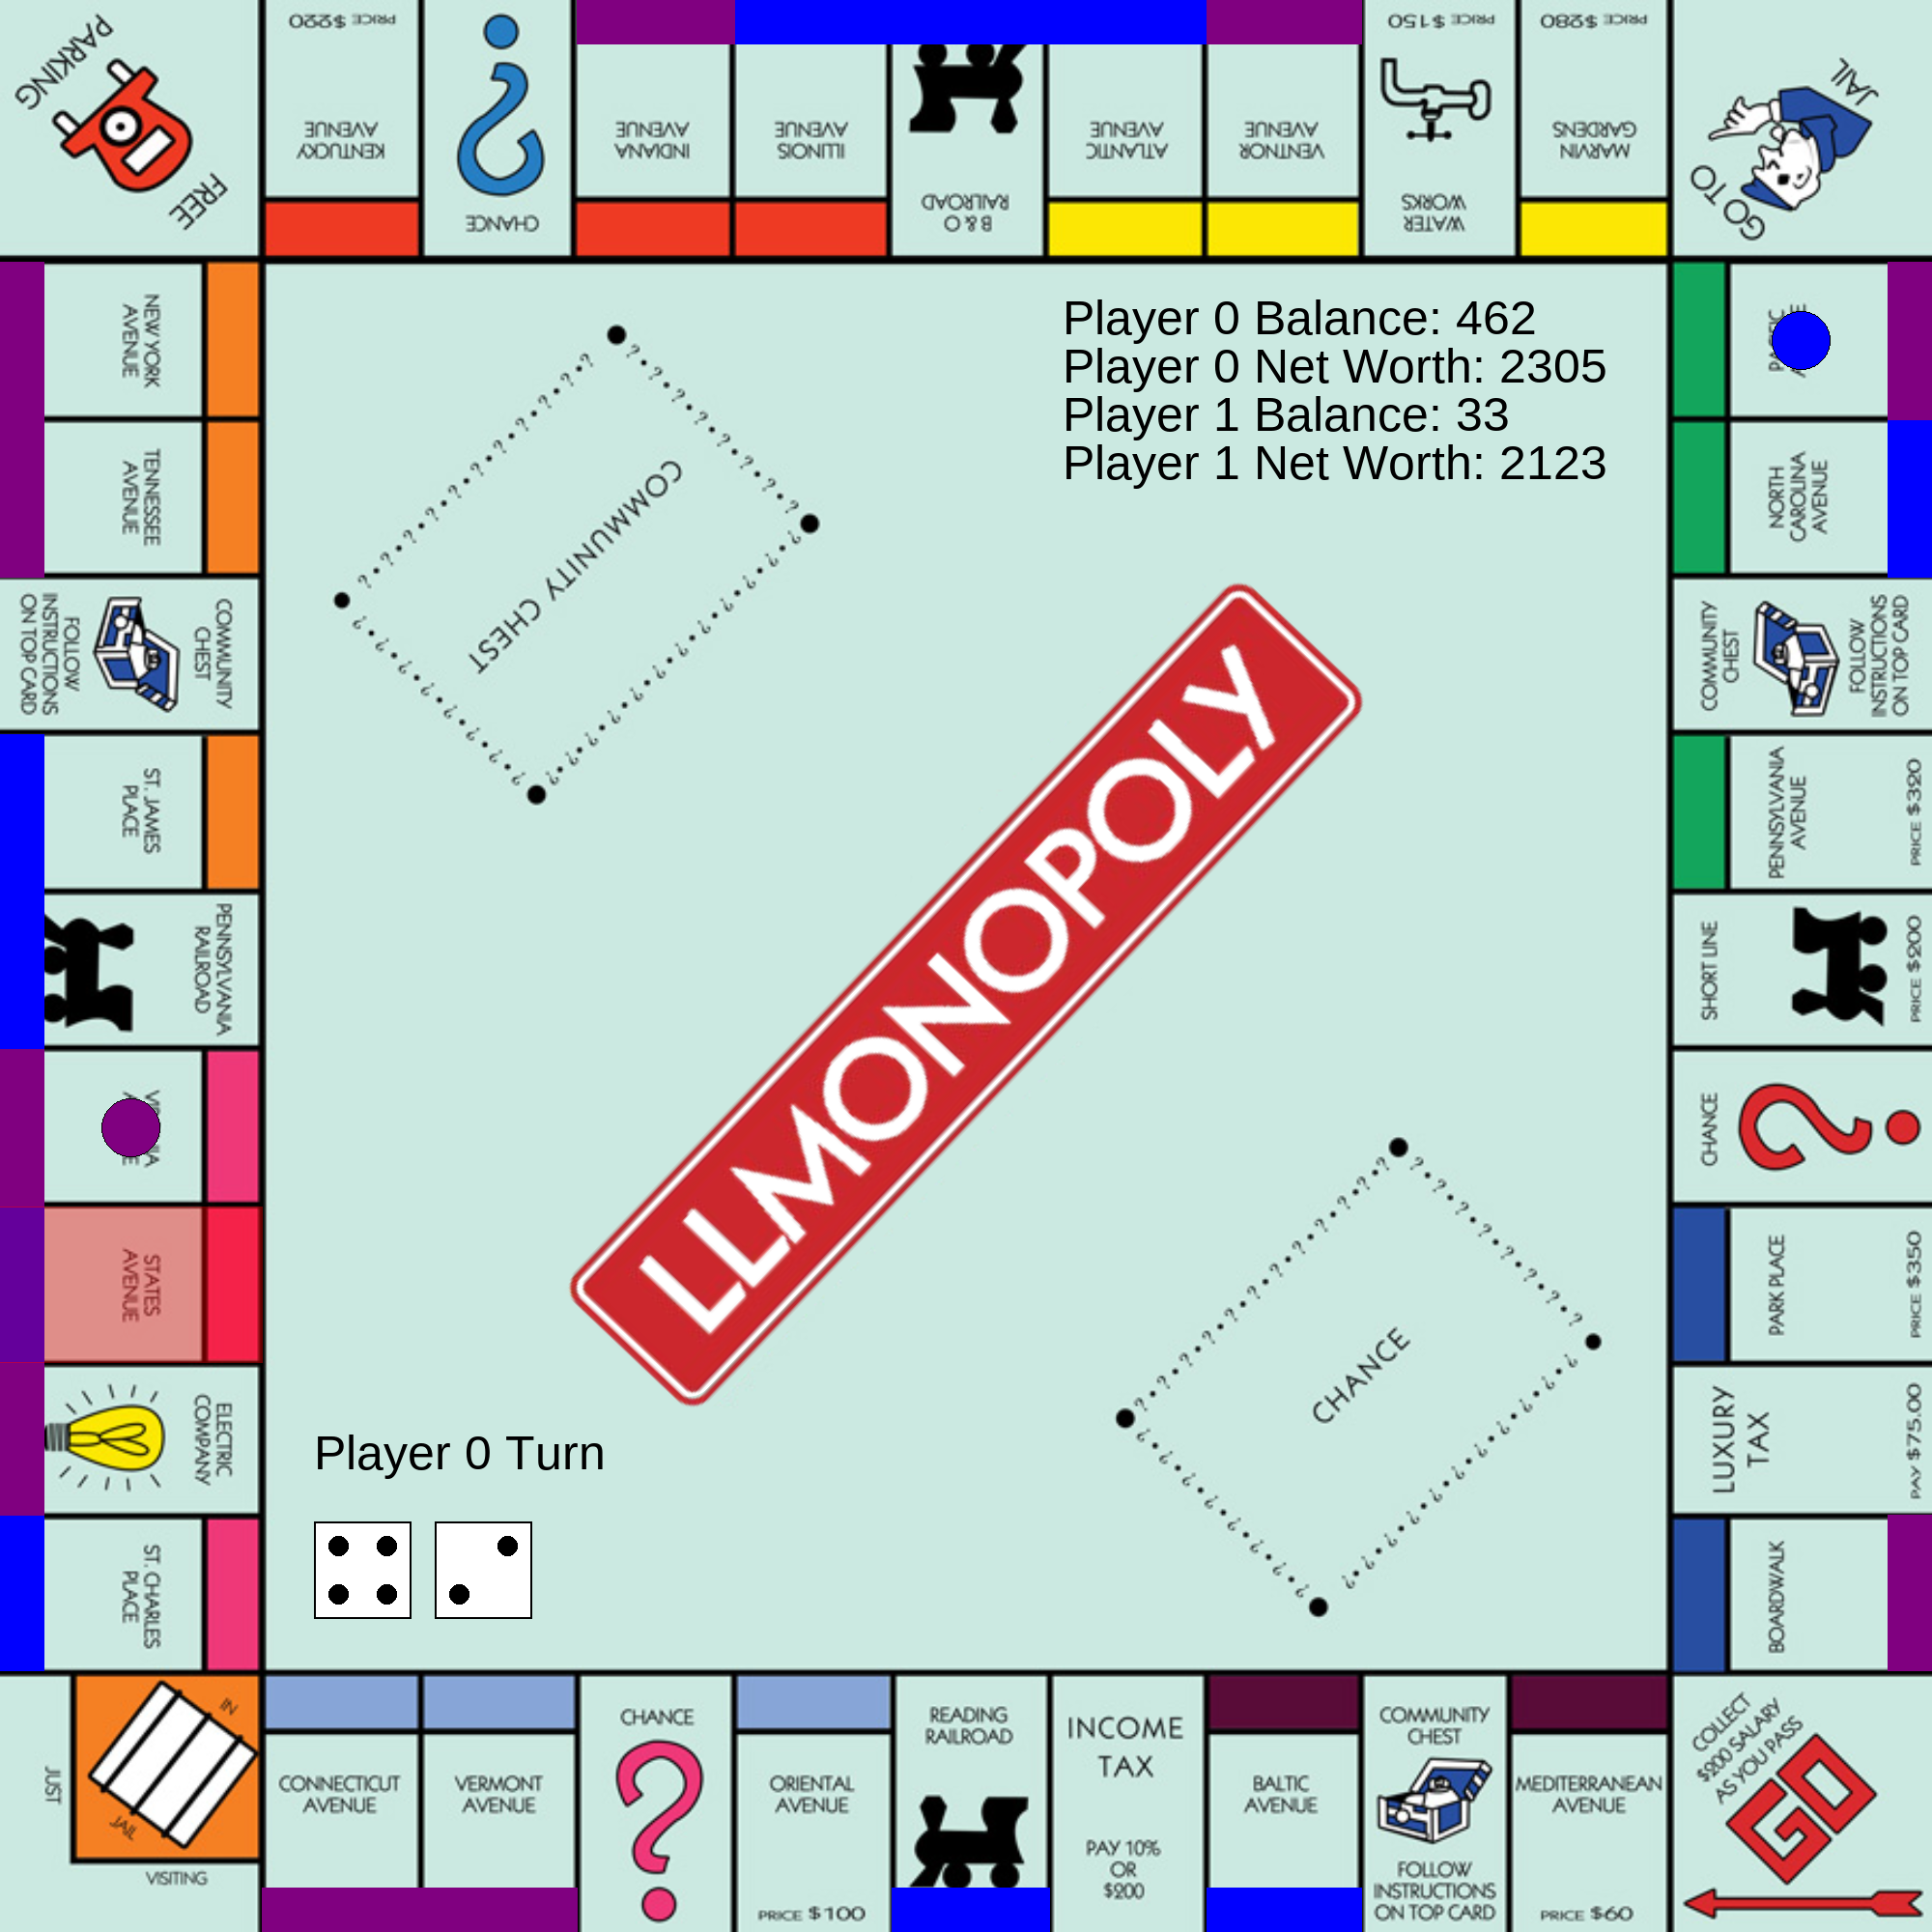 FREE
PARKING
PRICE $220
KENTUCKY
AVENUE
CHANCE
INDIANA
AVENUE
ILLINOIS
AVENUE
B & O
RAILROAD
ATLANTIC
AVENUE
VENTNOR
AVENUE
PRICE $150
WATER
WORKS
PRICE $280
MARVIN
GARDENS
GO TO
JAIL
NEW YORK
AVENUE
TENNESSEE
AVENUE
COMMUNITY
CHEST
FOLLOW
INSTRUCTIONS
ON TOP CARD
ST. JAMES
PLACE
PENNSYLVANIA
RAILROAD
STATES
AVENUE
ELECTRIC
COMPANY
ST. CHARLES
PLACE
Player 0 Balance: 462
Player 0 Net Worth: 2305
Player 1 Balance: 33
Player 1 Net Worth: 2123
COMMUNITY CHEST
LLMONOPOLY
CHANCE
Player 0 Turn
NORTH
CAROLINA
AVENUE
COMMUNITY
CHEST
FOLLOW
INSTRUCTIONS
ON TOP CARD
PENNSYLVANIA
AVENUE
PRICE $320
SHORT LINE
PRICE $200
CHANCE
PARK PLACE
PRICE $350
LUXURY
TAX
PAY $75.00
BOARDWALK
JUST
VISITING
IN
JAIL
CONNECTICUT
AVENUE
VERMONT
AVENUE
CHANCE
ORIENTAL
AVENUE
PRICE $100
READING
RAILROAD
INCOME
TAX
PAY 10%
OR
$200
BALTIC
AVENUE
COMMUNITY
CHEST
FOLLOW
INSTRUCTIONS
ON TOP CARD
MEDITERRANEAN
AVENUE
PRICE $60
COLLECT
$200 SALARY
AS YOU PASS
GO